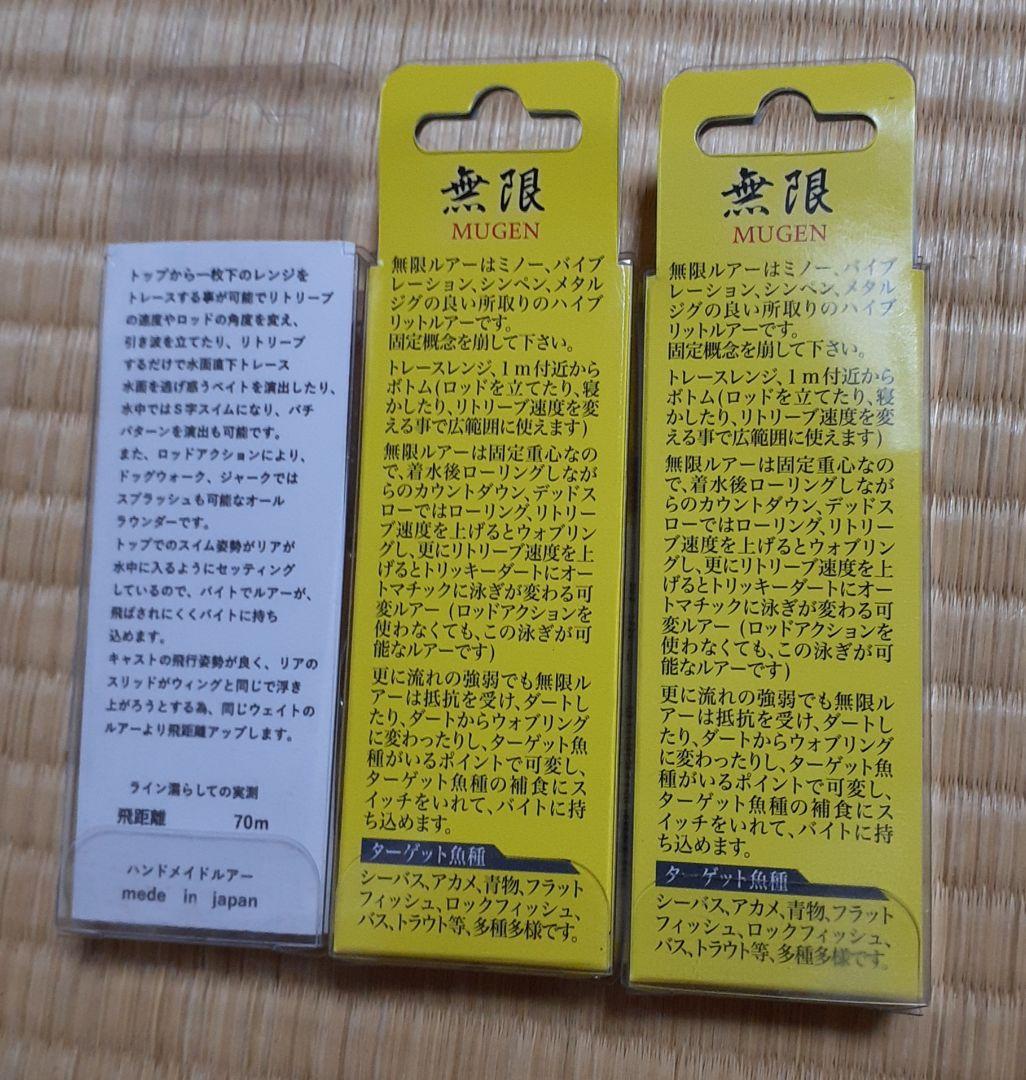 トップから一枚下のレンジを
トレースする事が可能でリトリーブ
の速度やロッドの角度を変え、
引き波を立てたり、リトリーブ
するだけで水面直下トレース
水面を逃げ惑うベイトを演出したり、
水中ではS字スイムになり、バチ
パターンを演出も可能です。
また、ロッドアクションにより、
ドッグウォーク、ジャークでは
スプラッシュも可能なオール
ラウンダーです。
トップでのスイム姿勢がリアが
水中に入るようにセッティング
しているので、バイトでルアーが、
飛ばされにくくバイトに持ち
込めます。
キャストの飛行姿勢が良く、リアの
スリッドがウィングと同じで浮き
上がろうとする為、同じウェイトの
ルアーより飛距離アップします。
ライン濡らしての実測
飛距離 70m
ハンドメイドルアー
mede in japan
無限
MUGEN
無限ルアーはミノー、バイブ
レーション、シンペン、メタル
ジグの良い所取りのハイブ
リットルアーです。
固定概念を崩して下さい。
トレースレンジ、1m付近から
ボトム(ロッドを立てたり、寝
かしたり、リトリーブ速度を変
える事で広範囲に使えます)
無限ルアーは固定重心なの
で、着水後ローリングしなが
らのカウントダウン、デッドス
ローではローリング、リトリー
ブ速度を上げるとウォブリン
グし、更にリトリーブ速度を上
げるとトリッキーダートにオー
トマチックに泳ぎが変わる可
変ルアー (ロッドアクションを
使わなくても、この泳ぎが可
能なルアーです)
更に流れの強弱でも無限ル
アーは抵抗を受け、ダートし
たり、ダートからウォブリング
に変わったりし、ターゲット魚
種がいるポイントで可変し、
ターゲット魚種の補食にス
イッチをいれて、バイトに持
ち込めます。
ターゲット魚種
シーバス、アカメ、青物、フラット
フィッシュ、ロックフィッシュ、
バス、トラウト等、多種多様です。
無限
MUGEN
無限ルアーはミノー、バイブ
レーション、シンペン、メタル
ジグの良い所取りのハイブ
リットルアーです。
固定概念を崩して下さい。
トレースレンジ、1m付近から
ボトム(ロッドを立てたり、寝
かしたり、リトリーブ速度を変
える事で広範囲に使えます)
無限ルアーは固定重心なの
で、着水後ローリングしなが
らのカウントダウン、デッドス
ローではローリング、リトリー
ブ速度を上げるとウォブリン
グし、更にリトリーブ速度を上
げるとトリッキーダートにオー
トマチックに泳ぎが変わる可
変ルアー (ロッドアクションを
使わなくても、この泳ぎが可
能なルアーです)
更に流れの強弱でも無限ル
アーは抵抗を受け、ダートし
たり、ダートからウォブリング
に変わったりし、ターゲット魚
種がいるポイントで可変し、
ターゲット魚種の補食にス
イッチをいれて、バイトに持
ち込めます。
ターゲット魚種
シーバス、アカメ、青物、フラット
フィッシュ、ロックフィッシュ、
バス、トラウト等、多種多様です。